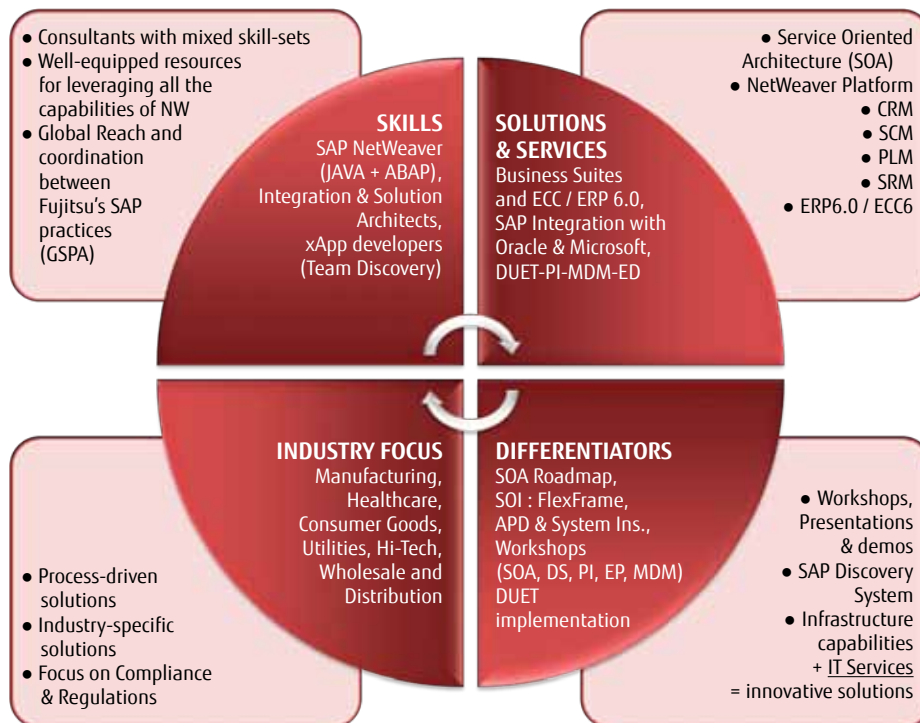 ● Consultants with mixed skill-sets
● Well-equipped resources
for leveraging all the
capabilities of NW
● Global Reach and
coordination
between
Fujitsu's SAP
practices
(GSPA)
SKILLS
SAP NetWeaver
(JAVA + ABAP),
Integration & Solution
Architects,
xApp developers
(Team Discovery)
SOLUTIONS
& SERVICES
Business Suites
and ECC / ERP 6.0,
SAP Integration with
Oracle & Microsoft,
DUET-PI-MDM-ED
● Service Oriented
Architecture (SOA)
● NetWeaver Platform
● CRM
● SCM
● PLM
● SRM
● ERP6.0 / ECC6
● Process-driven
solutions
● Industry-specific
solutions
● Focus on Compliance
& Regulations
INDUSTRY FOCUS
Manufacturing,
Healthcare,
Consumer Goods,
Utilities, Hi-Tech,
Wholesale and
Distribution
DIFFERENTIATORS
SOA Roadmap,
SOI : FlexFrame,
APD & System Ins.,
Workshops
(SOA, DS, PI, EP, MDM)
DUET
implementation
● Workshops,
Presentations
& demos
● SAP Discovery
System
● Infrastructure
capabilities
+ IT Services
= innovative solutions